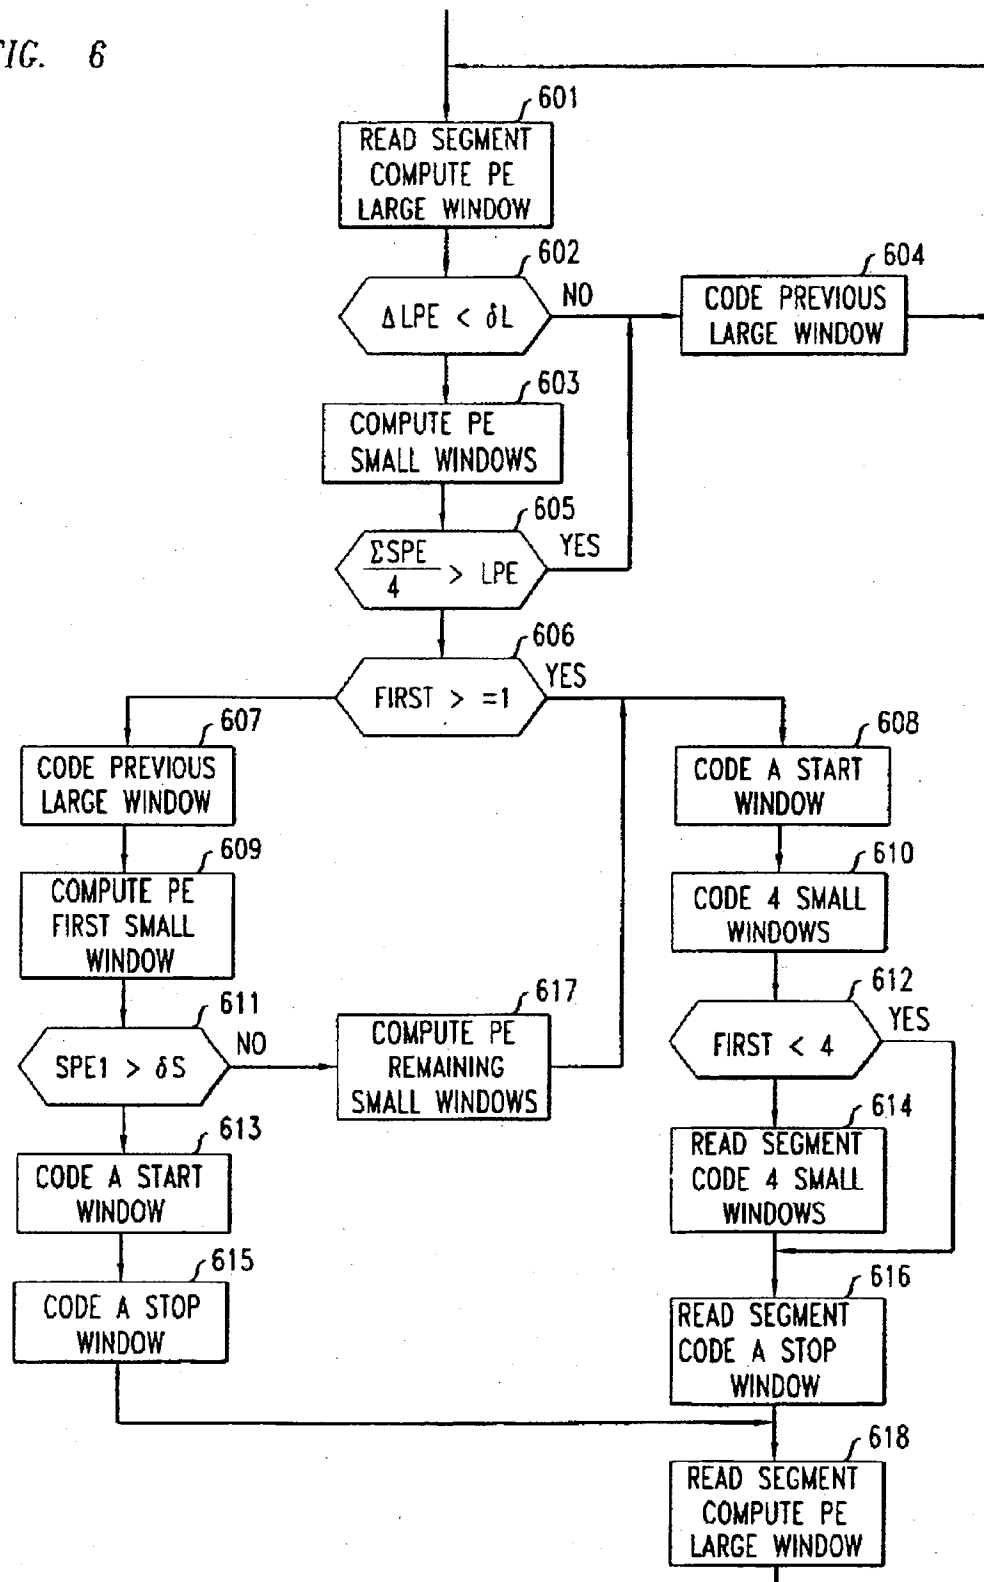 FIG. 6
601
READ SEGMENT
COMPUTE PE
LARGE WINDOW
602
Δ LPE < δL
NO
604
CODE PREVIOUS
LARGE WINDOW
603
COMPUTE PE
SMALL WINDOWS
605
ΣSPE
4
> LPE
YES
606
FIRST > =1
YES
607
CODE PREVIOUS
LARGE WINDOW
608
CODE A START
WINDOW
609
COMPUTE PE
FIRST SMALL
WINDOW
610
CODE 4 SMALL
WINDOWS
611
SPE1 > δS
NO
617
COMPUTE PE
REMAINING
SMALL WINDOWS
612
FIRST < 4
YES
613
CODE A START
WINDOW
614
READ SEGMENT
CODE 4 SMALL
WINDOWS
615
CODE A STOP
WINDOW
616
READ SEGMENT
CODE A STOP
WINDOW
618
READ SEGMENT
COMPUTE PE
LARGE WINDOW